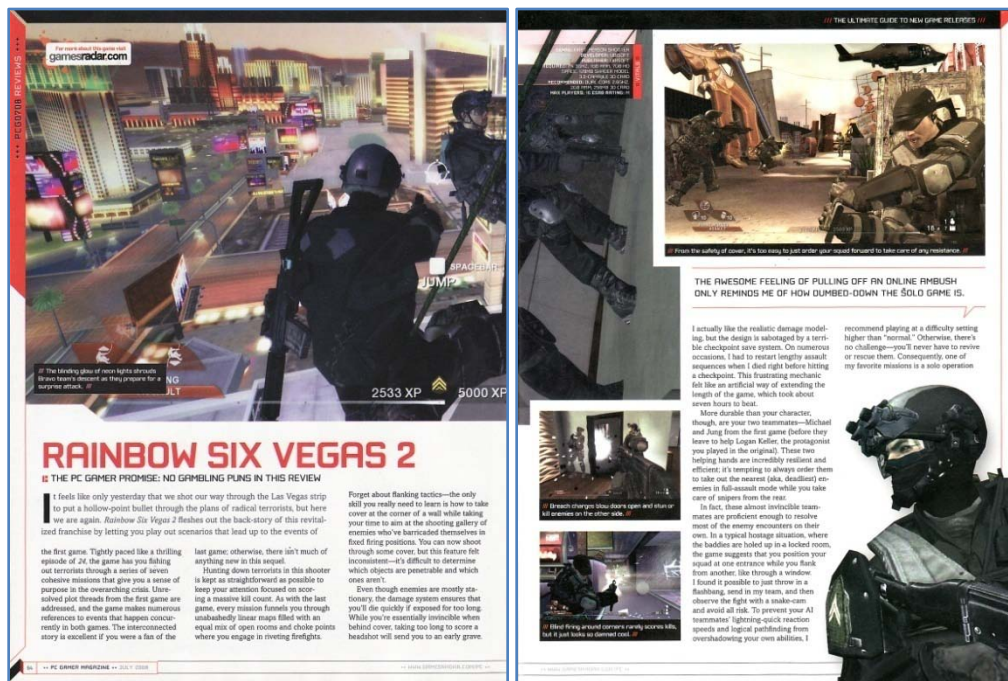 For more about this game visit
gamesradar.com
PCG0708 REVIEWS
SPACEBAR
JUMP
2533 XP
5000 XP
/// The blinding glow of neon lights shrouds
Bravo team's descent as they prepare for a
surprise attack. ///
RAINBOW SIX VEGAS 2
THE PC GAMER PROMISE: NO GAMBLING PUNS IN THIS REVIEW
It feels like only yesterday that we shot our way through the Las Vegas strip
to put a hollow-point bullet through the plans of radical terrorists, but here
we are again. Rainbow Six Vegas 2 fleshes out the back-story of this revital-
ized franchise by letting you play out scenarios that lead up to the events of
the first game. Tightly paced like a thrilling
episode of 24, the game has you fishing
out terrorists through a series of seven
cohesive missions that give you a sense of
purpose in the overarching crisis. Unre-
solved plot threads from the first game are
addressed, and the game makes numerous
references to events that happen concur-
rently in both games. The interconnected
story is excellent if you were a fan of the
last game; otherwise, there isn't much of
anything new in this sequel.
Hunting down terrorists in this shooter
is kept as straightforward as possible to
keep your attention focused on scor-
ing a massive kill count. As with the last
game, every mission funnels you through
unabashedly linear maps filled with an
equal mix of open rooms and choke points
where you engage in riveting firefights.
Forget about flanking tactics—the only
skill you really need to learn is how to take
cover at the corner of a wall while taking
your time to aim at the shooting gallery of
enemies who've barricaded themselves in
fixed firing positions. You can now shoot
through some cover, but this feature felt
inconsistent—it's difficult to determine
which objects are penetrable and which
ones aren't.
Even though enemies are mostly sta-
tionary, the damage system ensures that
you'll die quickly if exposed for too long.
While you're essentially invincible when
behind cover, taking too long to score a
headshot will send you to an early grave.
54 PC GAMER MAGAZINE JULY 2008
WWW.GAMESRADAR.COM/PC
/// THE ULTIMATE GUIDE TO NEW GAME RELEASES ///
/// From the safety of cover, it's too easy to just order your squad forward to take care of any resistance. ///
THE AWESOME FEELING OF PULLING OFF AN ONLINE AMBUSH
ONLY REMINDS ME OF HOW DUMBED-DOWN THE SOLO GAME IS.
I actually like the realistic damage model-
ing, but the design is sabotaged by a terri-
ble checkpoint save system. On numerous
occasions, I had to restart lengthy assault
sequences when I died right before hitting
a checkpoint. This frustrating mechanic
felt like an artificial way of extending the
length of the game, which took about
seven hours to beat.
More durable than your character,
though, are your two teammates—Michael
and Jung from the first game (before they
leave to help Logan Keller, the protagonist
you played in the original). These two
helping hands are incredibly resilient and
efficient; it's tempting to always order them
to take out the nearest (aka, deadliest) en-
emies in full-assault mode while you take
care of snipers from the rear.
In fact, these almost invincible team-
mates are proficient enough to resolve
most of the enemy encounters on their
own. In a typical hostage situation, where
the baddies are holed up in a locked room,
the game suggests that you position your
squad at one entrance while you flank
from another, like through a window.
I found it possible to just throw in a
flashbang, send in my team, and then
observe the fight with a snake-cam
and avoid all risk. To prevent your AI
teammates' lightning-quick reaction
speeds and logical pathfinding from
overshadowing your own abilities, I
recommend playing at a difficulty setting
higher than "normal." Otherwise, there's
no challenge—you'll never have to revive
or rescue them. Consequently, one of
my favorite missions is a solo operation
/// Breach charges blow doors open and stun or
kill enemies on the other side. ///
/// Blind-firing around corners rarely scores kills,
but it just looks so damned cool. ///